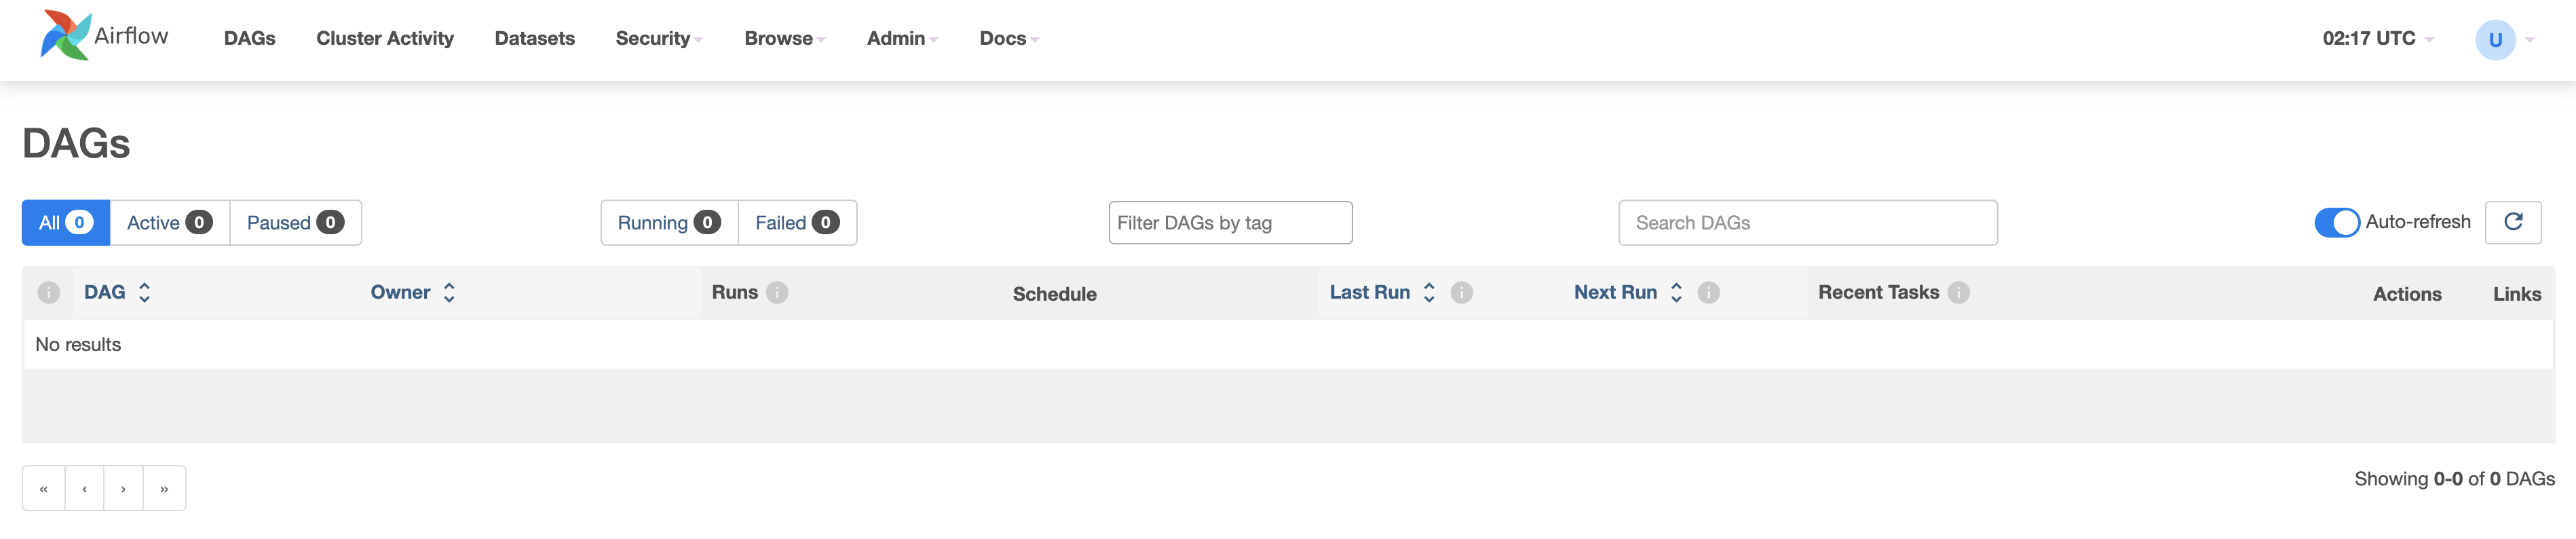 Airflow DAGs Cluster Activity Datasets Security Browse Admin Docs 02:17 UTC U
DAGs
All 0 Active 0 Paused 0 Running 0 Failed 0 Filter DAGs by tag Search DAGs Auto-refresh
DAG Owner Runs Schedule Last Run Next Run Recent Tasks Actions Links
No results
« ‹ › » Showing 0-0 of 0 DAGs